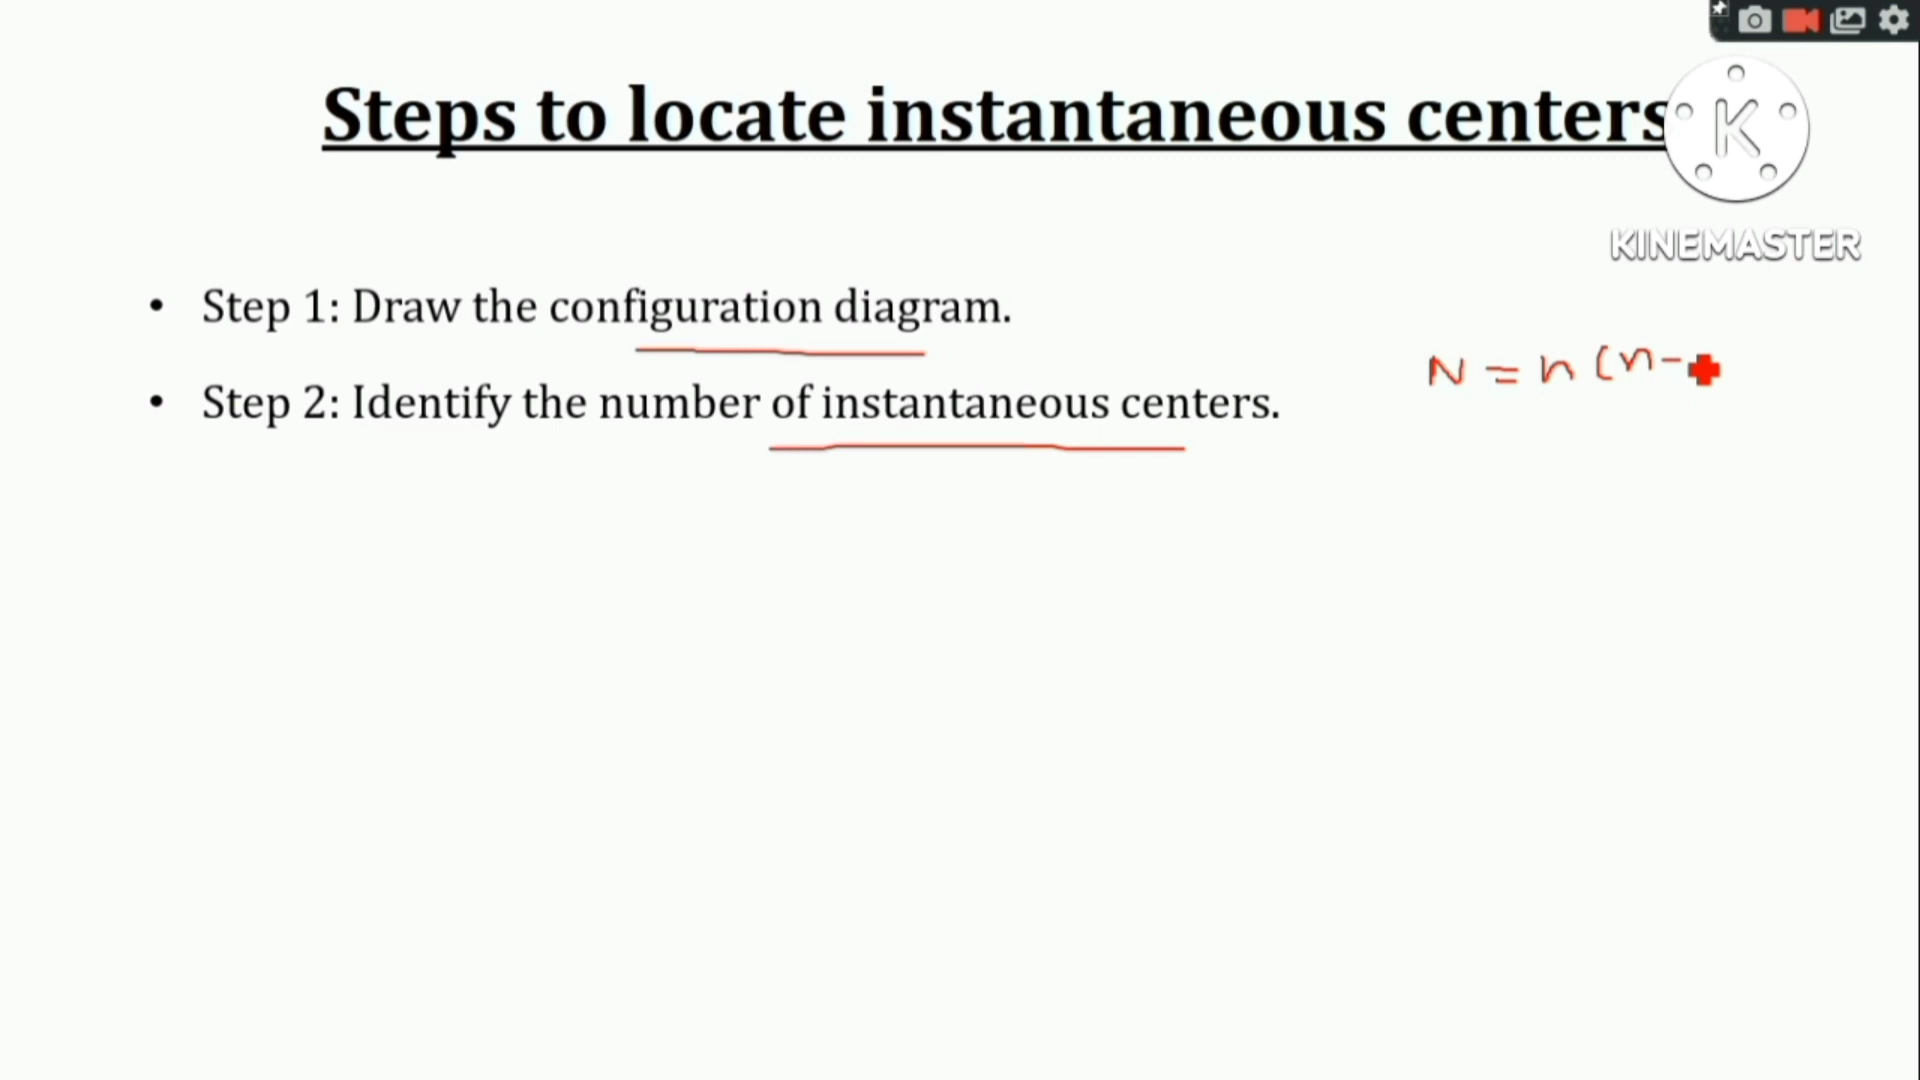 Steps to locate instantaneous centers
K
KINEMASTER
• Step 1: Draw the configuration diagram.
N = n (n -
• Step 2: Identify the number of instantaneous centers.